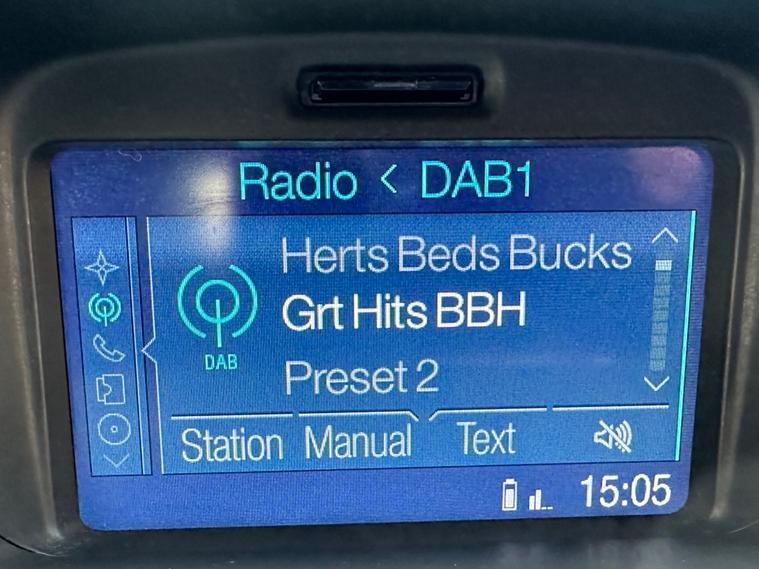 Radio < DAB1
Herts Beds Bucks
Grt Hits BBH
DAB
Preset 2
Station Manual Text
15:05